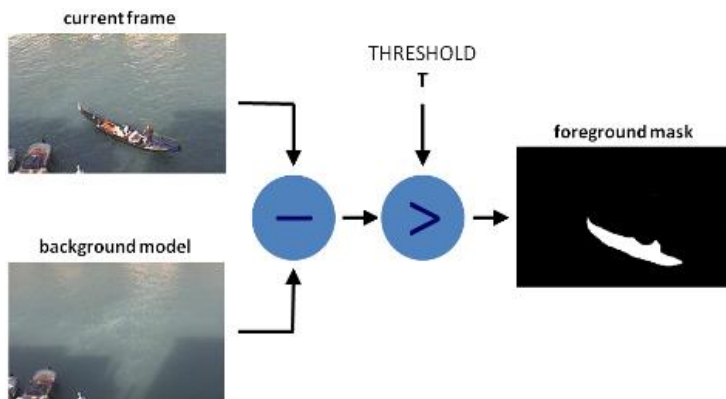 current frame
THRESHOLD
T
foreground mask
−
>
background model